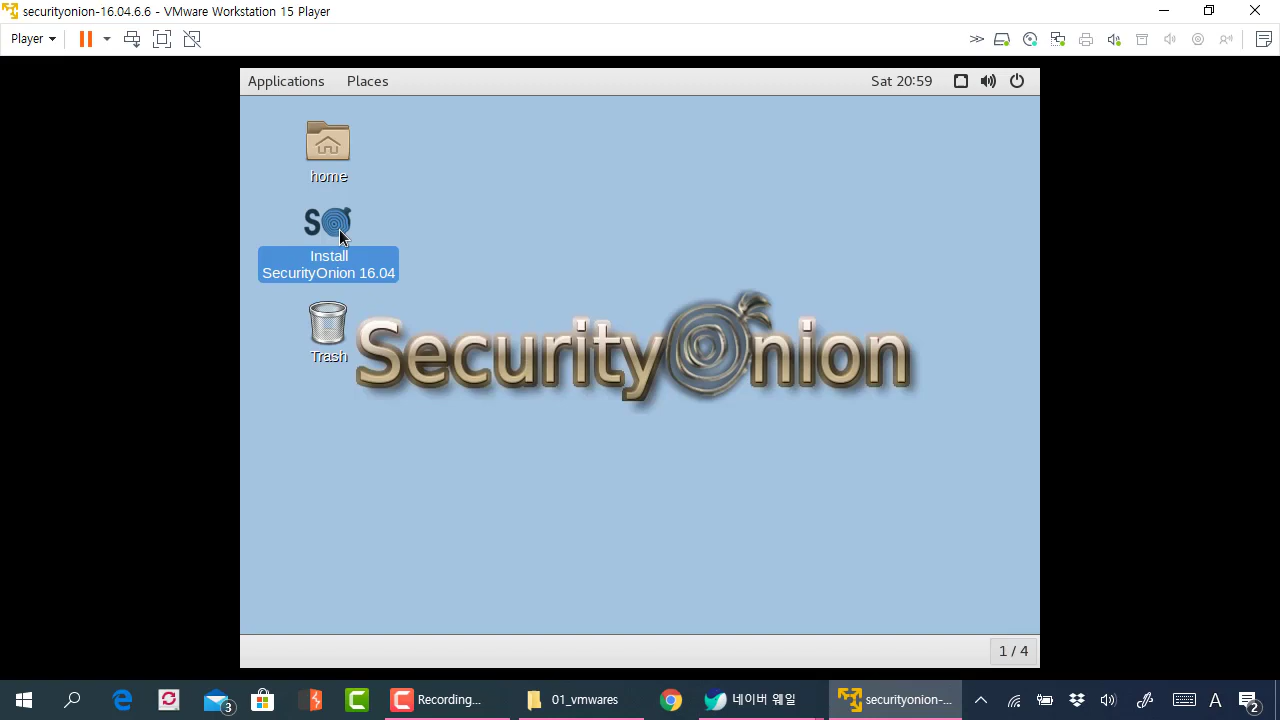 securityonion-16.04.6.6 - VMware Workstation 15 Player
Player
Applications Places Sat 20:59
home
SO
Install
SecurityOnion 16.04
Trash
SecurityOnion
1 / 4
3
Recording...
01_vmwares
네이버 웨일
securityonion-...
A
2